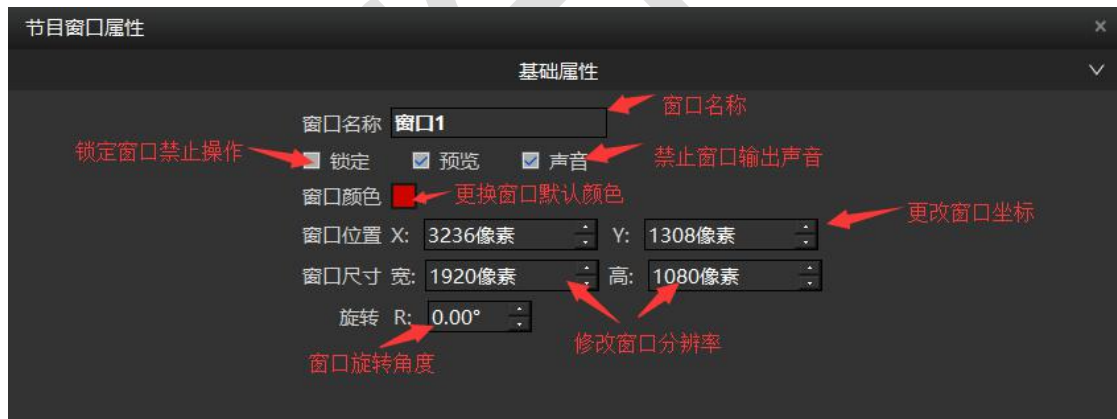 节目窗口属性
基础属性
窗口名称
窗口名称 窗口1
锁定窗口禁止操作 锁定 预览 声音 禁止窗口输出声音
窗口颜色 更换窗口默认颜色
更改窗口坐标
窗口位置 X: 3236像素 Y: 1308像素
窗口尺寸 宽: 1920像素 高: 1080像素
旋转 R: 0.00°
修改窗口分辨率
窗口旋转角度